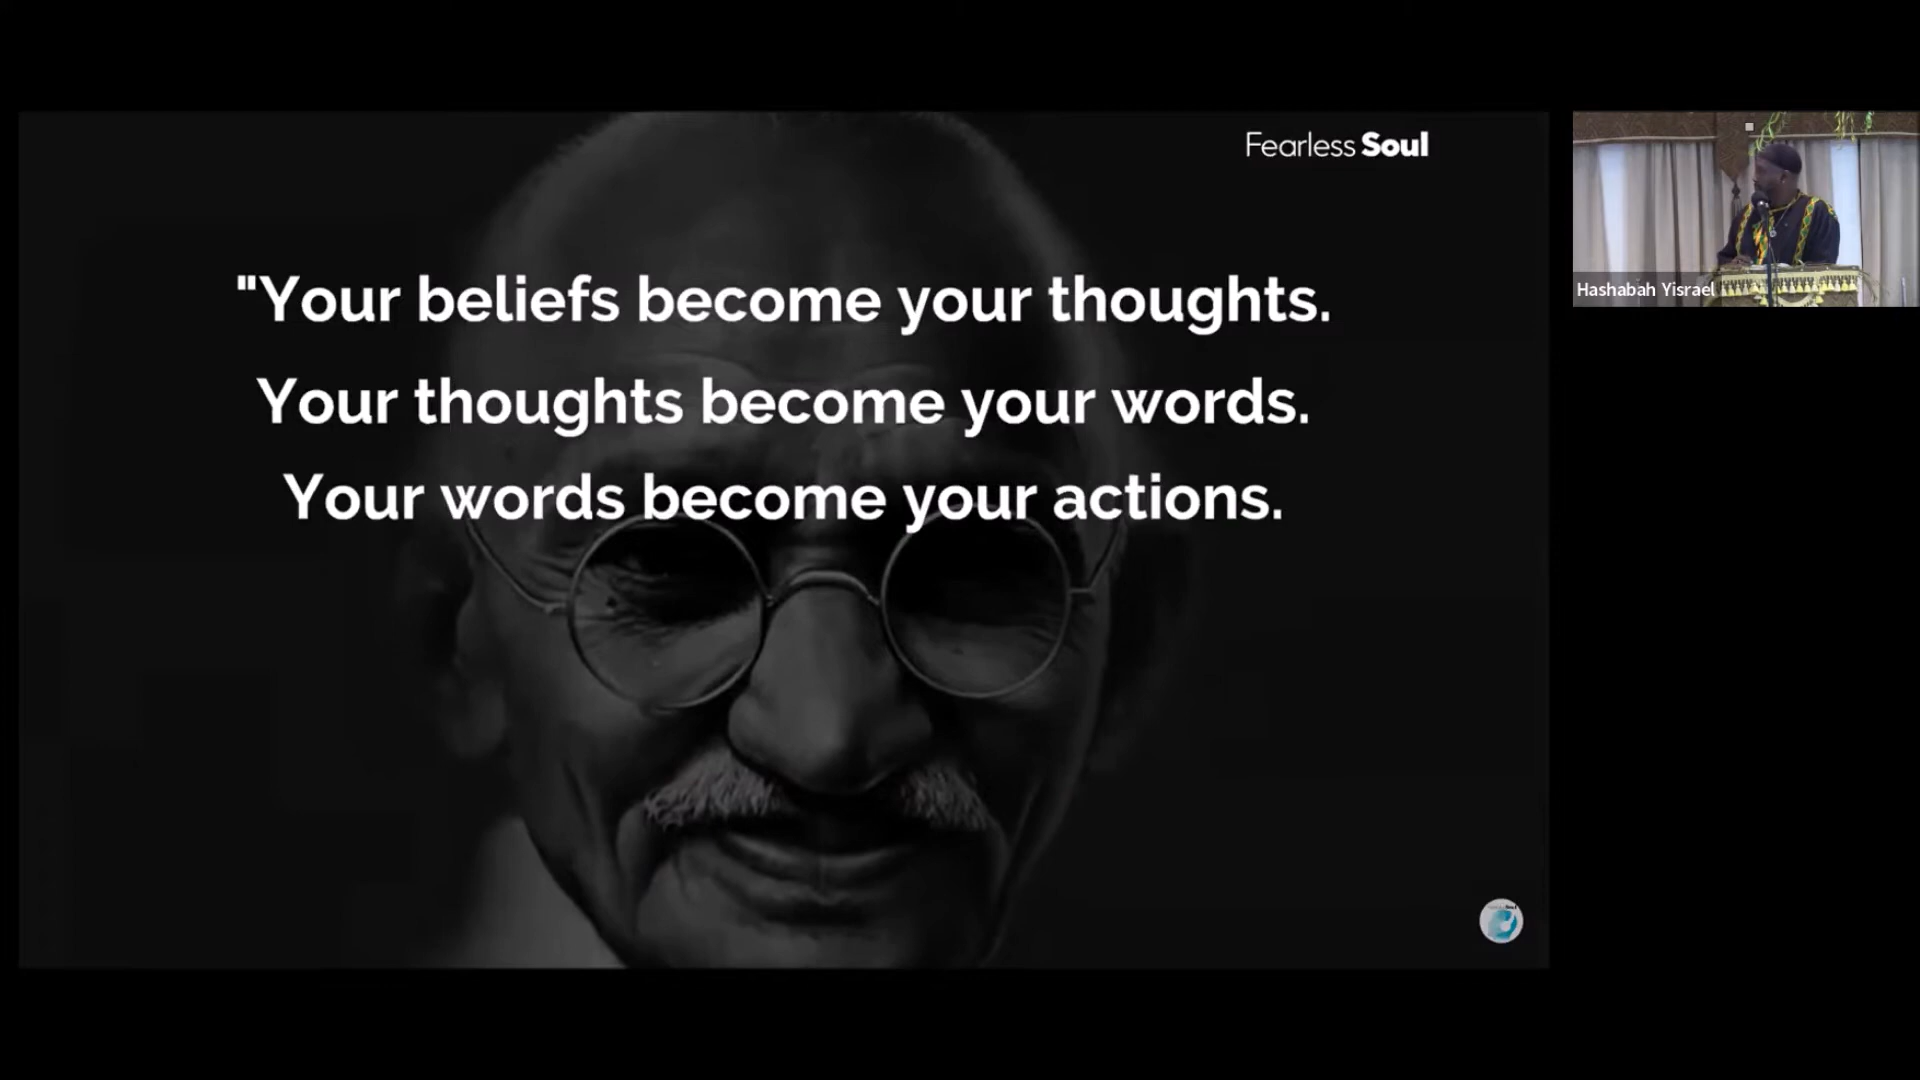 Fearless Soul
"Your beliefs become your thoughts.
Your thoughts become your words.
Your words become your actions.
Hashabah Yisrael